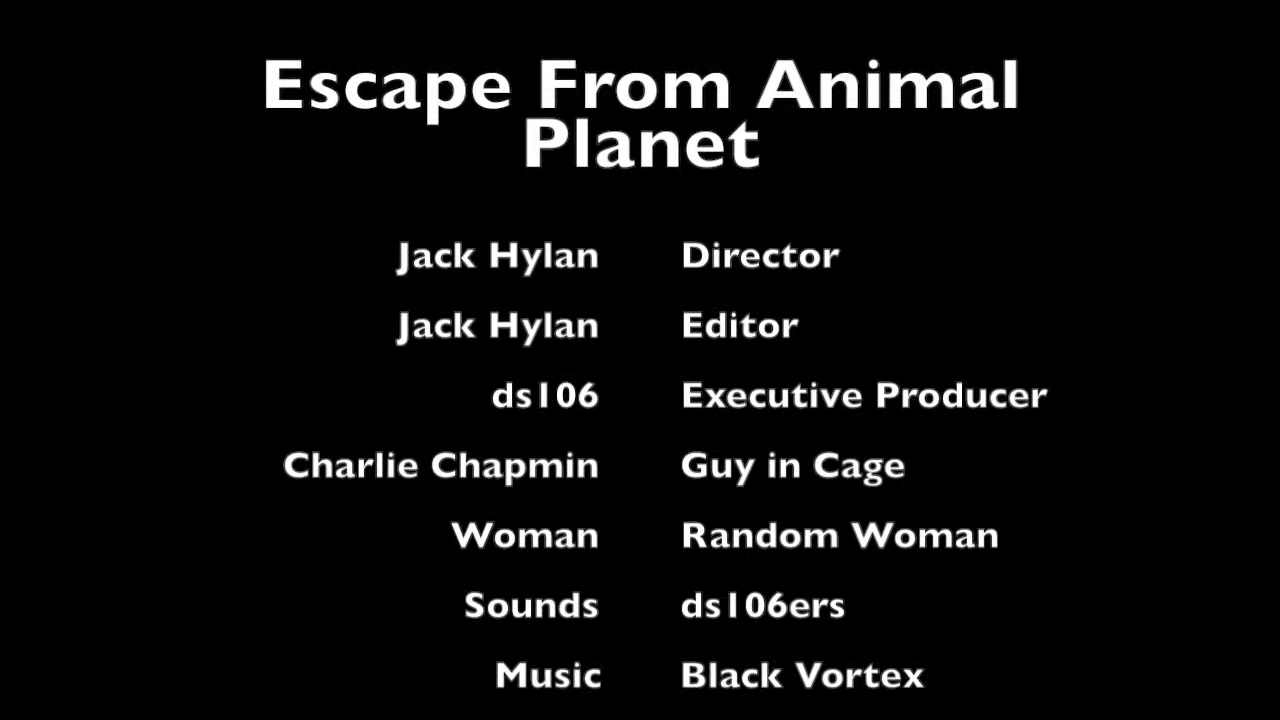 Escape From Animal
Planet
Jack Hylan Director
Jack Hylan Editor
ds106 Executive Producer
Charlie Chapmin Guy in Cage
Woman Random Woman
Sounds ds106ers
Music Black Vortex